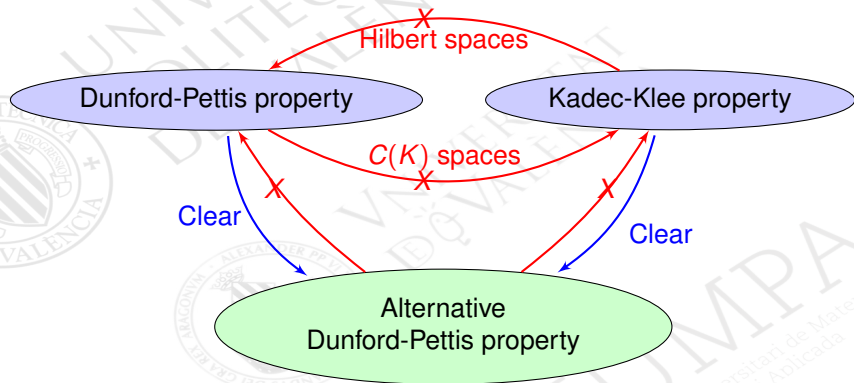 X
Hilbert spaces
Dunford-Pettis property
Kadec-Klee property
C(K) spaces
X
X
X
Clear
Clear
Alternative
Dunford-Pettis property